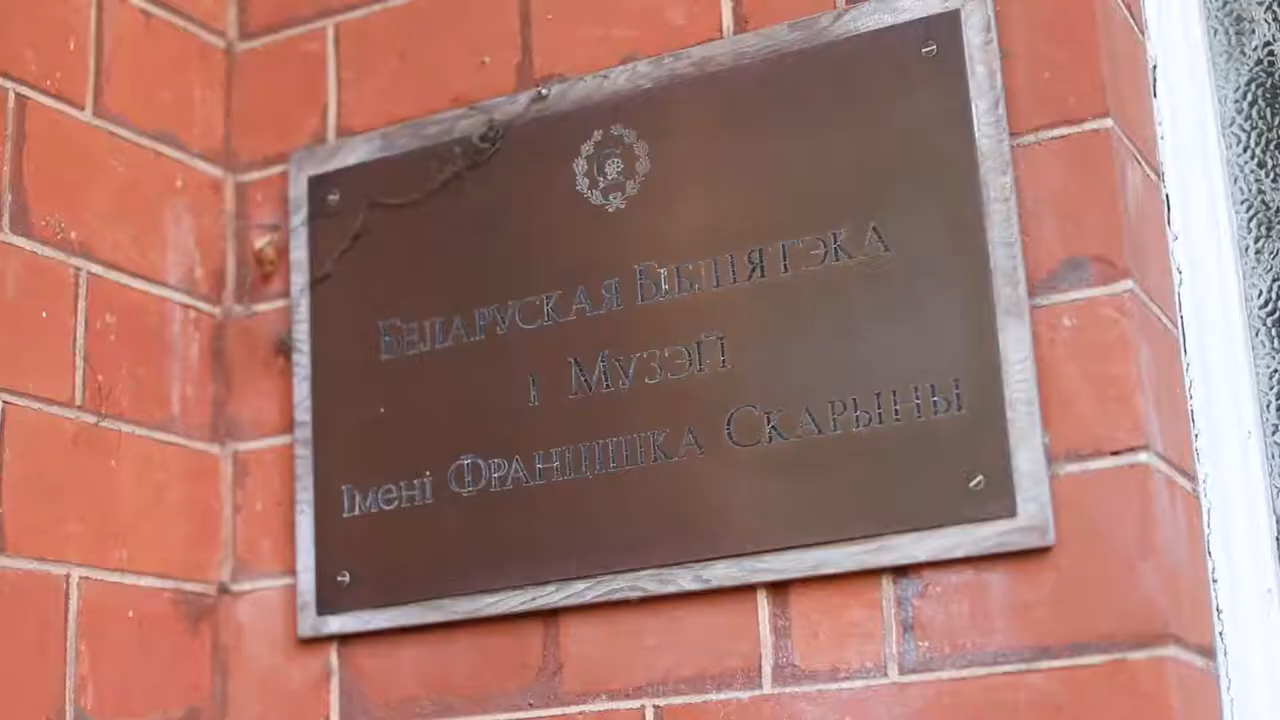 БЕЛАРУСКАЯ БІБЛІЯТЭКА
І МУЗЭЙ
Імені ФРАНЦІШКА СКАРЫНЫ